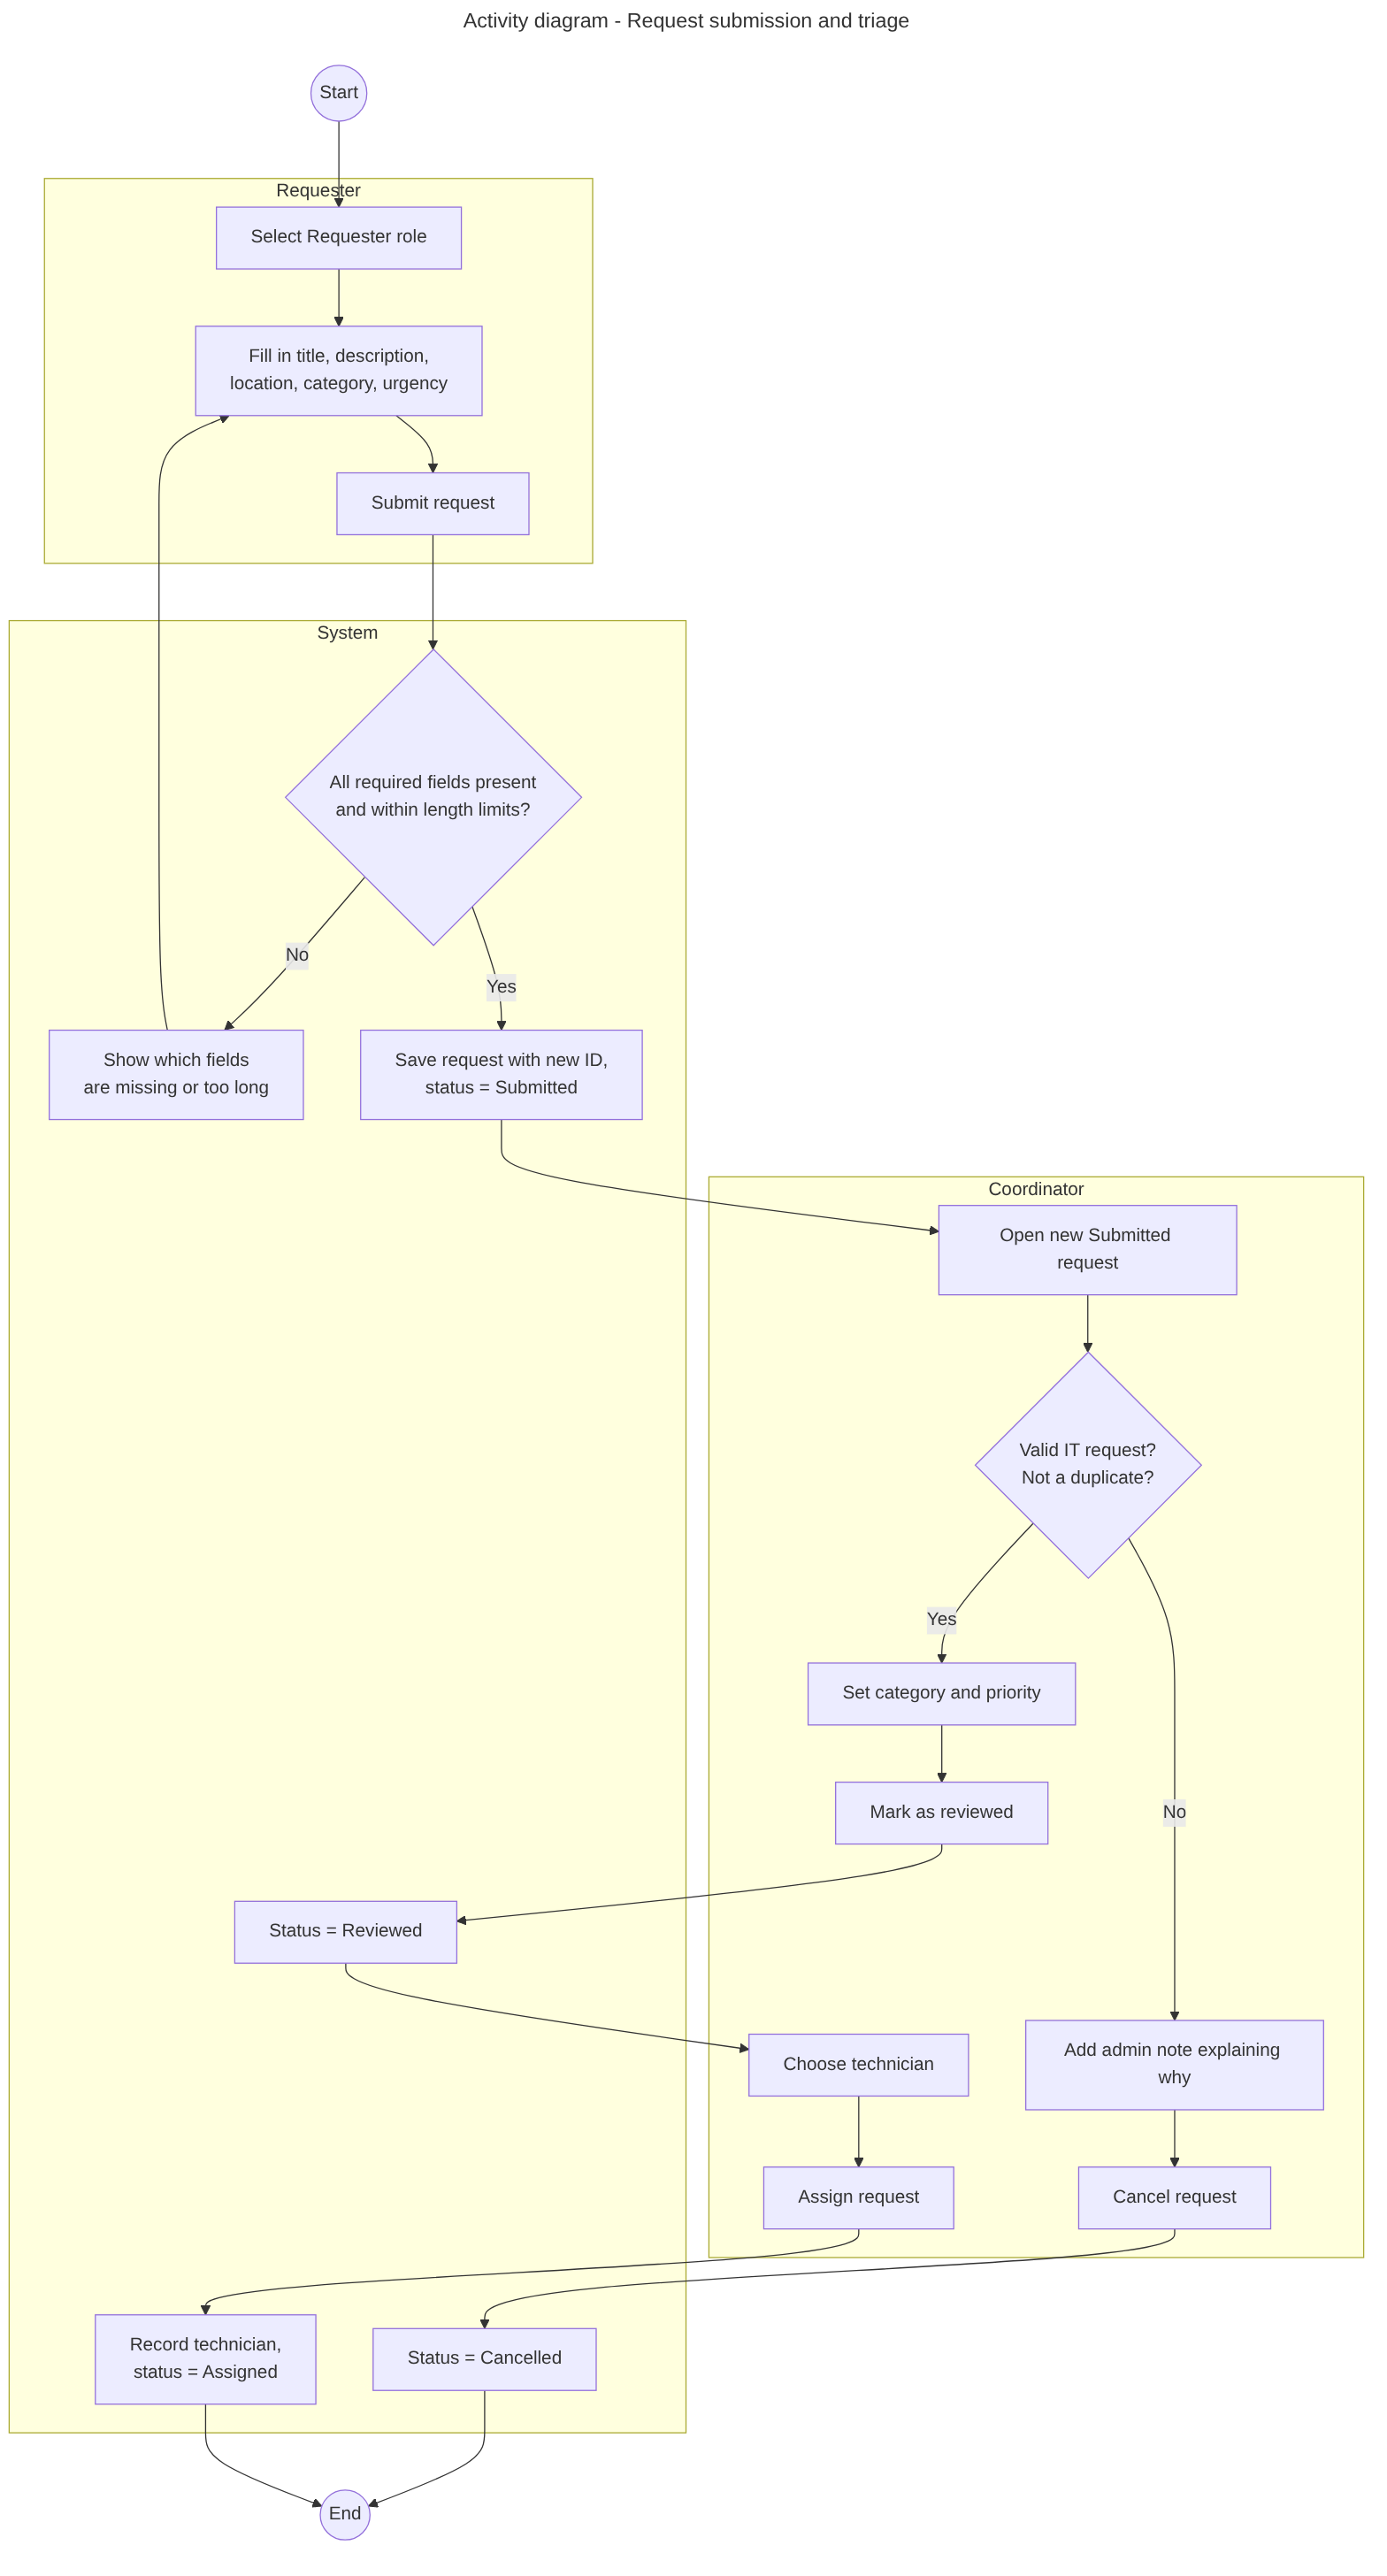 Activity diagram - Request submission and triage
Start
Requester
Select Requester role
Fill in title, description,
location, category, urgency
Submit request
System
All required fields present
and within length limits?
No
Yes
Show which fields
are missing or too long
Save request with new ID,
status = Submitted
Coordinator
Open new Submitted
request
Valid IT request?
Not a duplicate?
Yes
Set category and priority
Mark as reviewed
No
Status = Reviewed
Choose technician
Add admin note explaining
why
Assign request
Cancel request
Record technician,
status = Assigned
Status = Cancelled
End